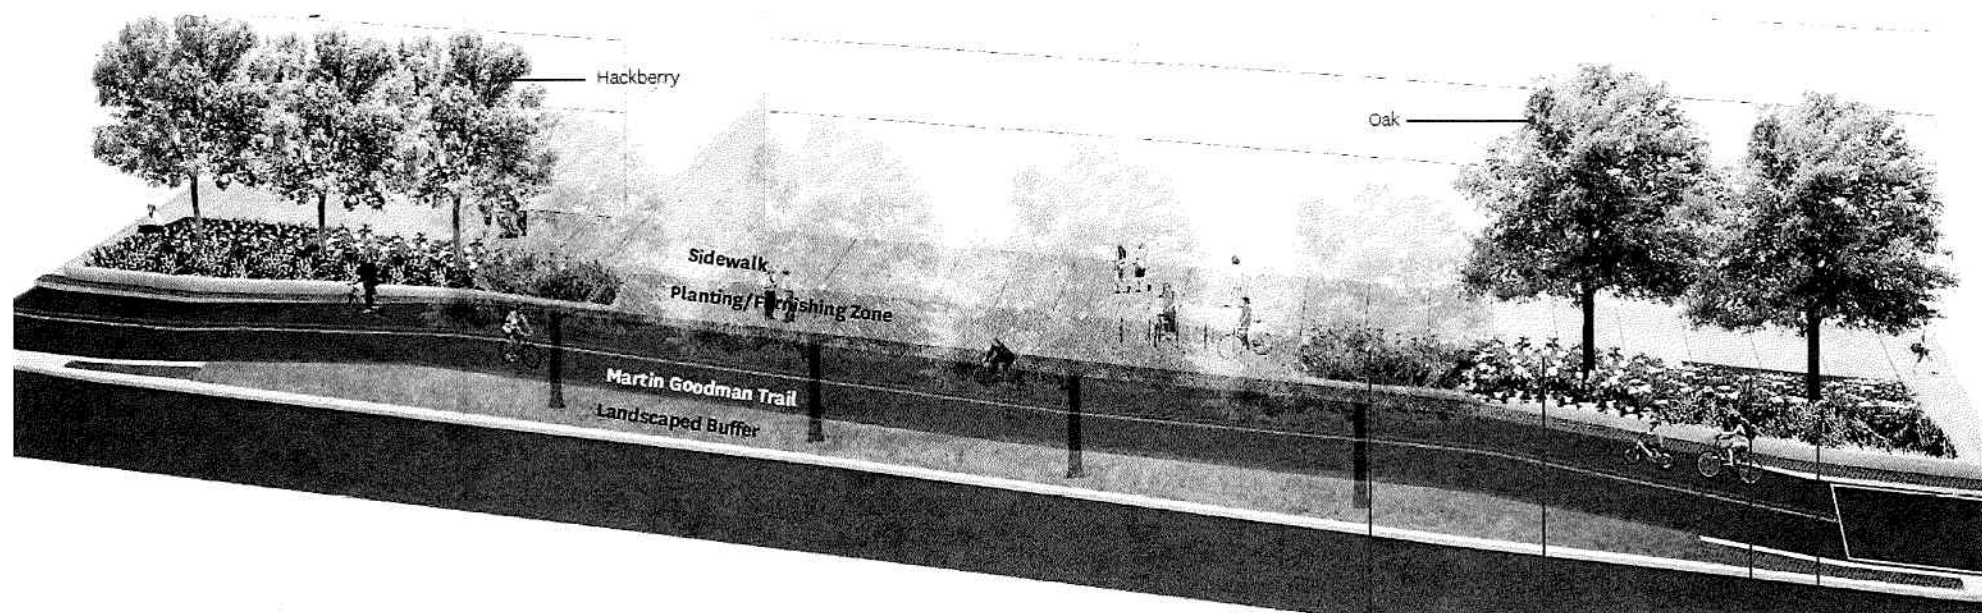 Hackberry
Oak
Sidewalk
Planting/Furnishing Zone
Martin Goodman Trail
Landscaped Buffer